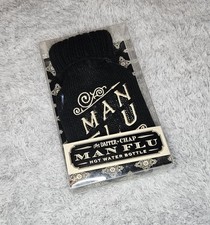 MAN
FLU
The DAPPER CHAP
MAN FLU
HOT WATER BOTTLE